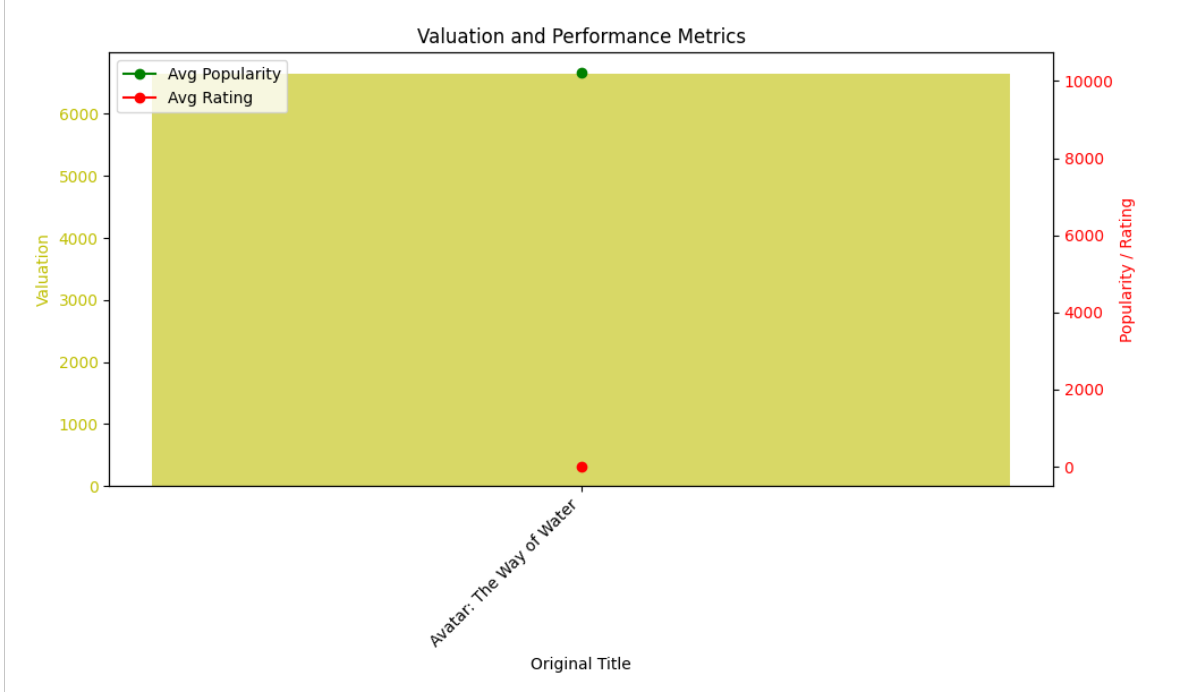 Valuation and Performance Metrics
Avg Popularity
Avg Rating
6000
5000
4000
3000
2000
1000
0
Valuation
10000
8000
6000
4000
2000
0
Popularity / Rating
Avatar: The Way of Water
Original Title